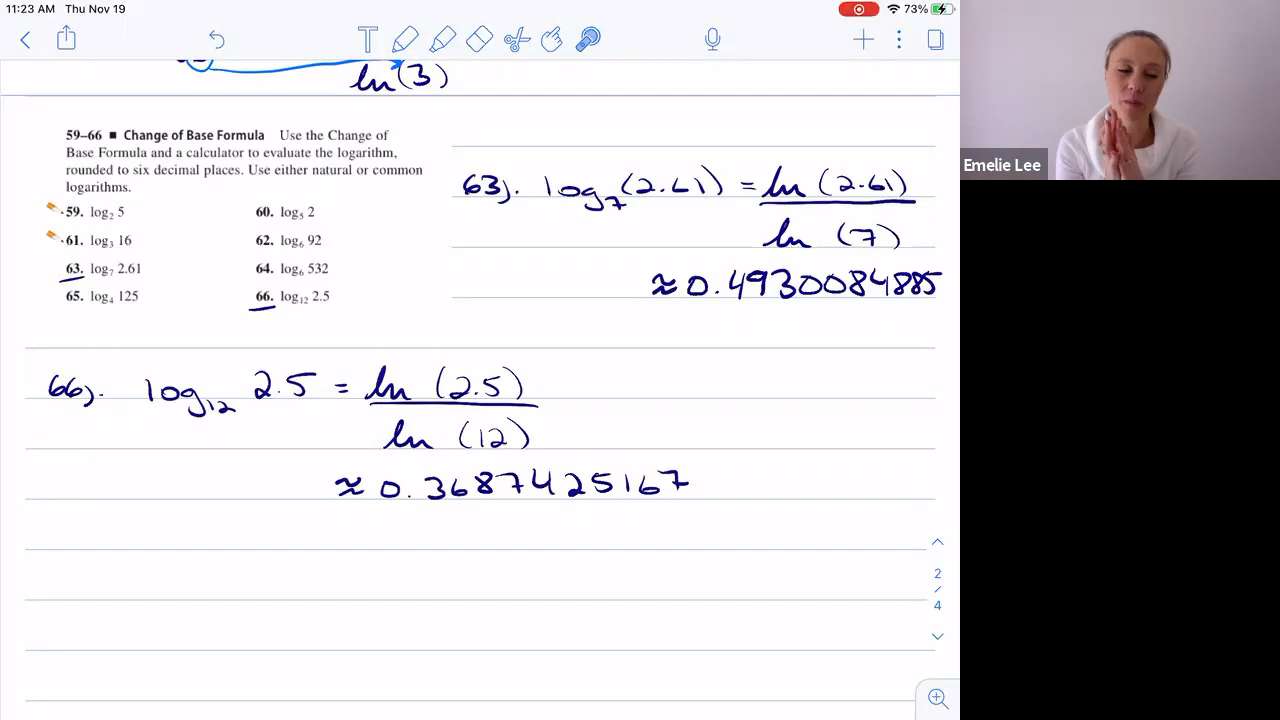 11:23 AM Thu Nov 19
73%
ln(3)
59–66 ■ Change of Base Formula Use the Change of
Base Formula and a calculator to evaluate the logarithm,
rounded to six decimal places. Use either natural or common
logarithms.
59. log₂ 5
60. log₅ 2
61. log₃ 16
62. log₆ 92
63. log₇ 2.61
64. log₆ 532
65. log₄ 125
66. log₁₂ 2.5
63). log₇(2.61) = ln(2.61)
ln(7)
≈ 0.4930084885
66). log₁₂ 2.5 = ln(2.5)
ln(12)
≈ 0.3687425167
2
/
4
Emelie Lee